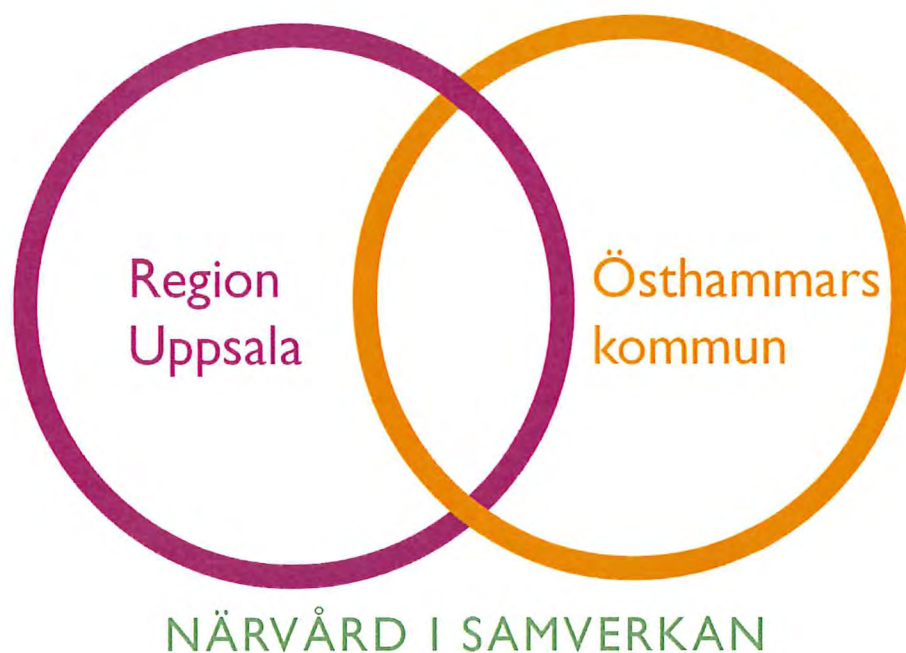 Region
Uppsala
Östhammars
kommun
NÄRVÅRD I SAMVERKAN